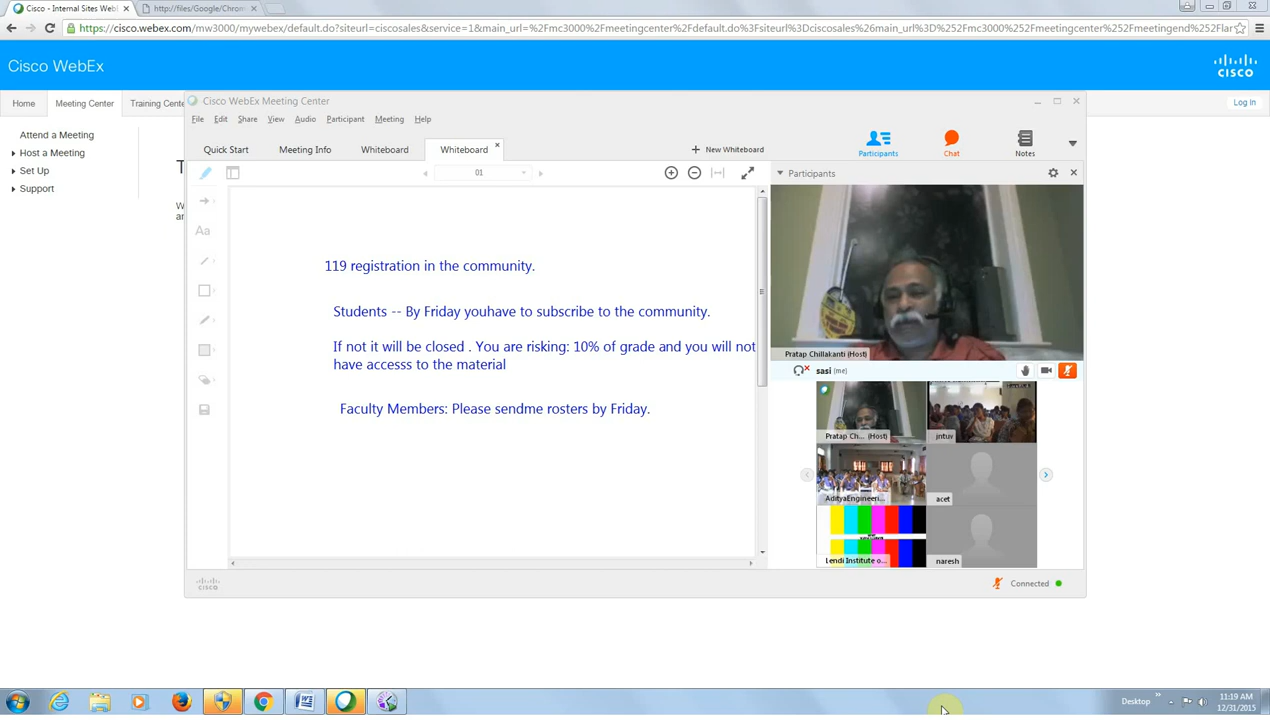 Cisco - Internal Sites Web
http://files/Google/Chrom
https://cisco.webex.com/mw3000/mywebex/default.do?siteurl=ciscosales&service=1&main_url=%2Fmc3000%2Fmeetingcenter%2Fdefault.do%3Fsiteurl%3Dciscosales%26main_url%3D%252Fmc3000%252Fmeetingcenter%252Fmeetingend%252Flar
Cisco WebEx
CISCO
Home
Meeting Center
Training Cente
Log In
Attend a Meeting
Host a Meeting
Set Up
Support
T
W
ar
Cisco WebEx Meeting Center
File Edit Share View Audio Participant Meeting Help
Quick Start
Meeting Info
Whiteboard
Whiteboard
New Whiteboard
Participants
Chat
Notes
01
Aa
119 registration in the community.
Students -- By Friday youhave to subscribe to the community.
If not it will be closed . You are risking: 10% of grade and you will not
have accesss to the material
Faculty Members: Please sendme rosters by Friday.
Participants
Pratap Chillakanti (Host)
sasi (me)
Pratap Ch... (Host)
jntuv
AdityaEngineeri...
acet
Lendi Institute o...
naresh
CISCO
Connected
Desktop
11:19 AM
12/31/2015